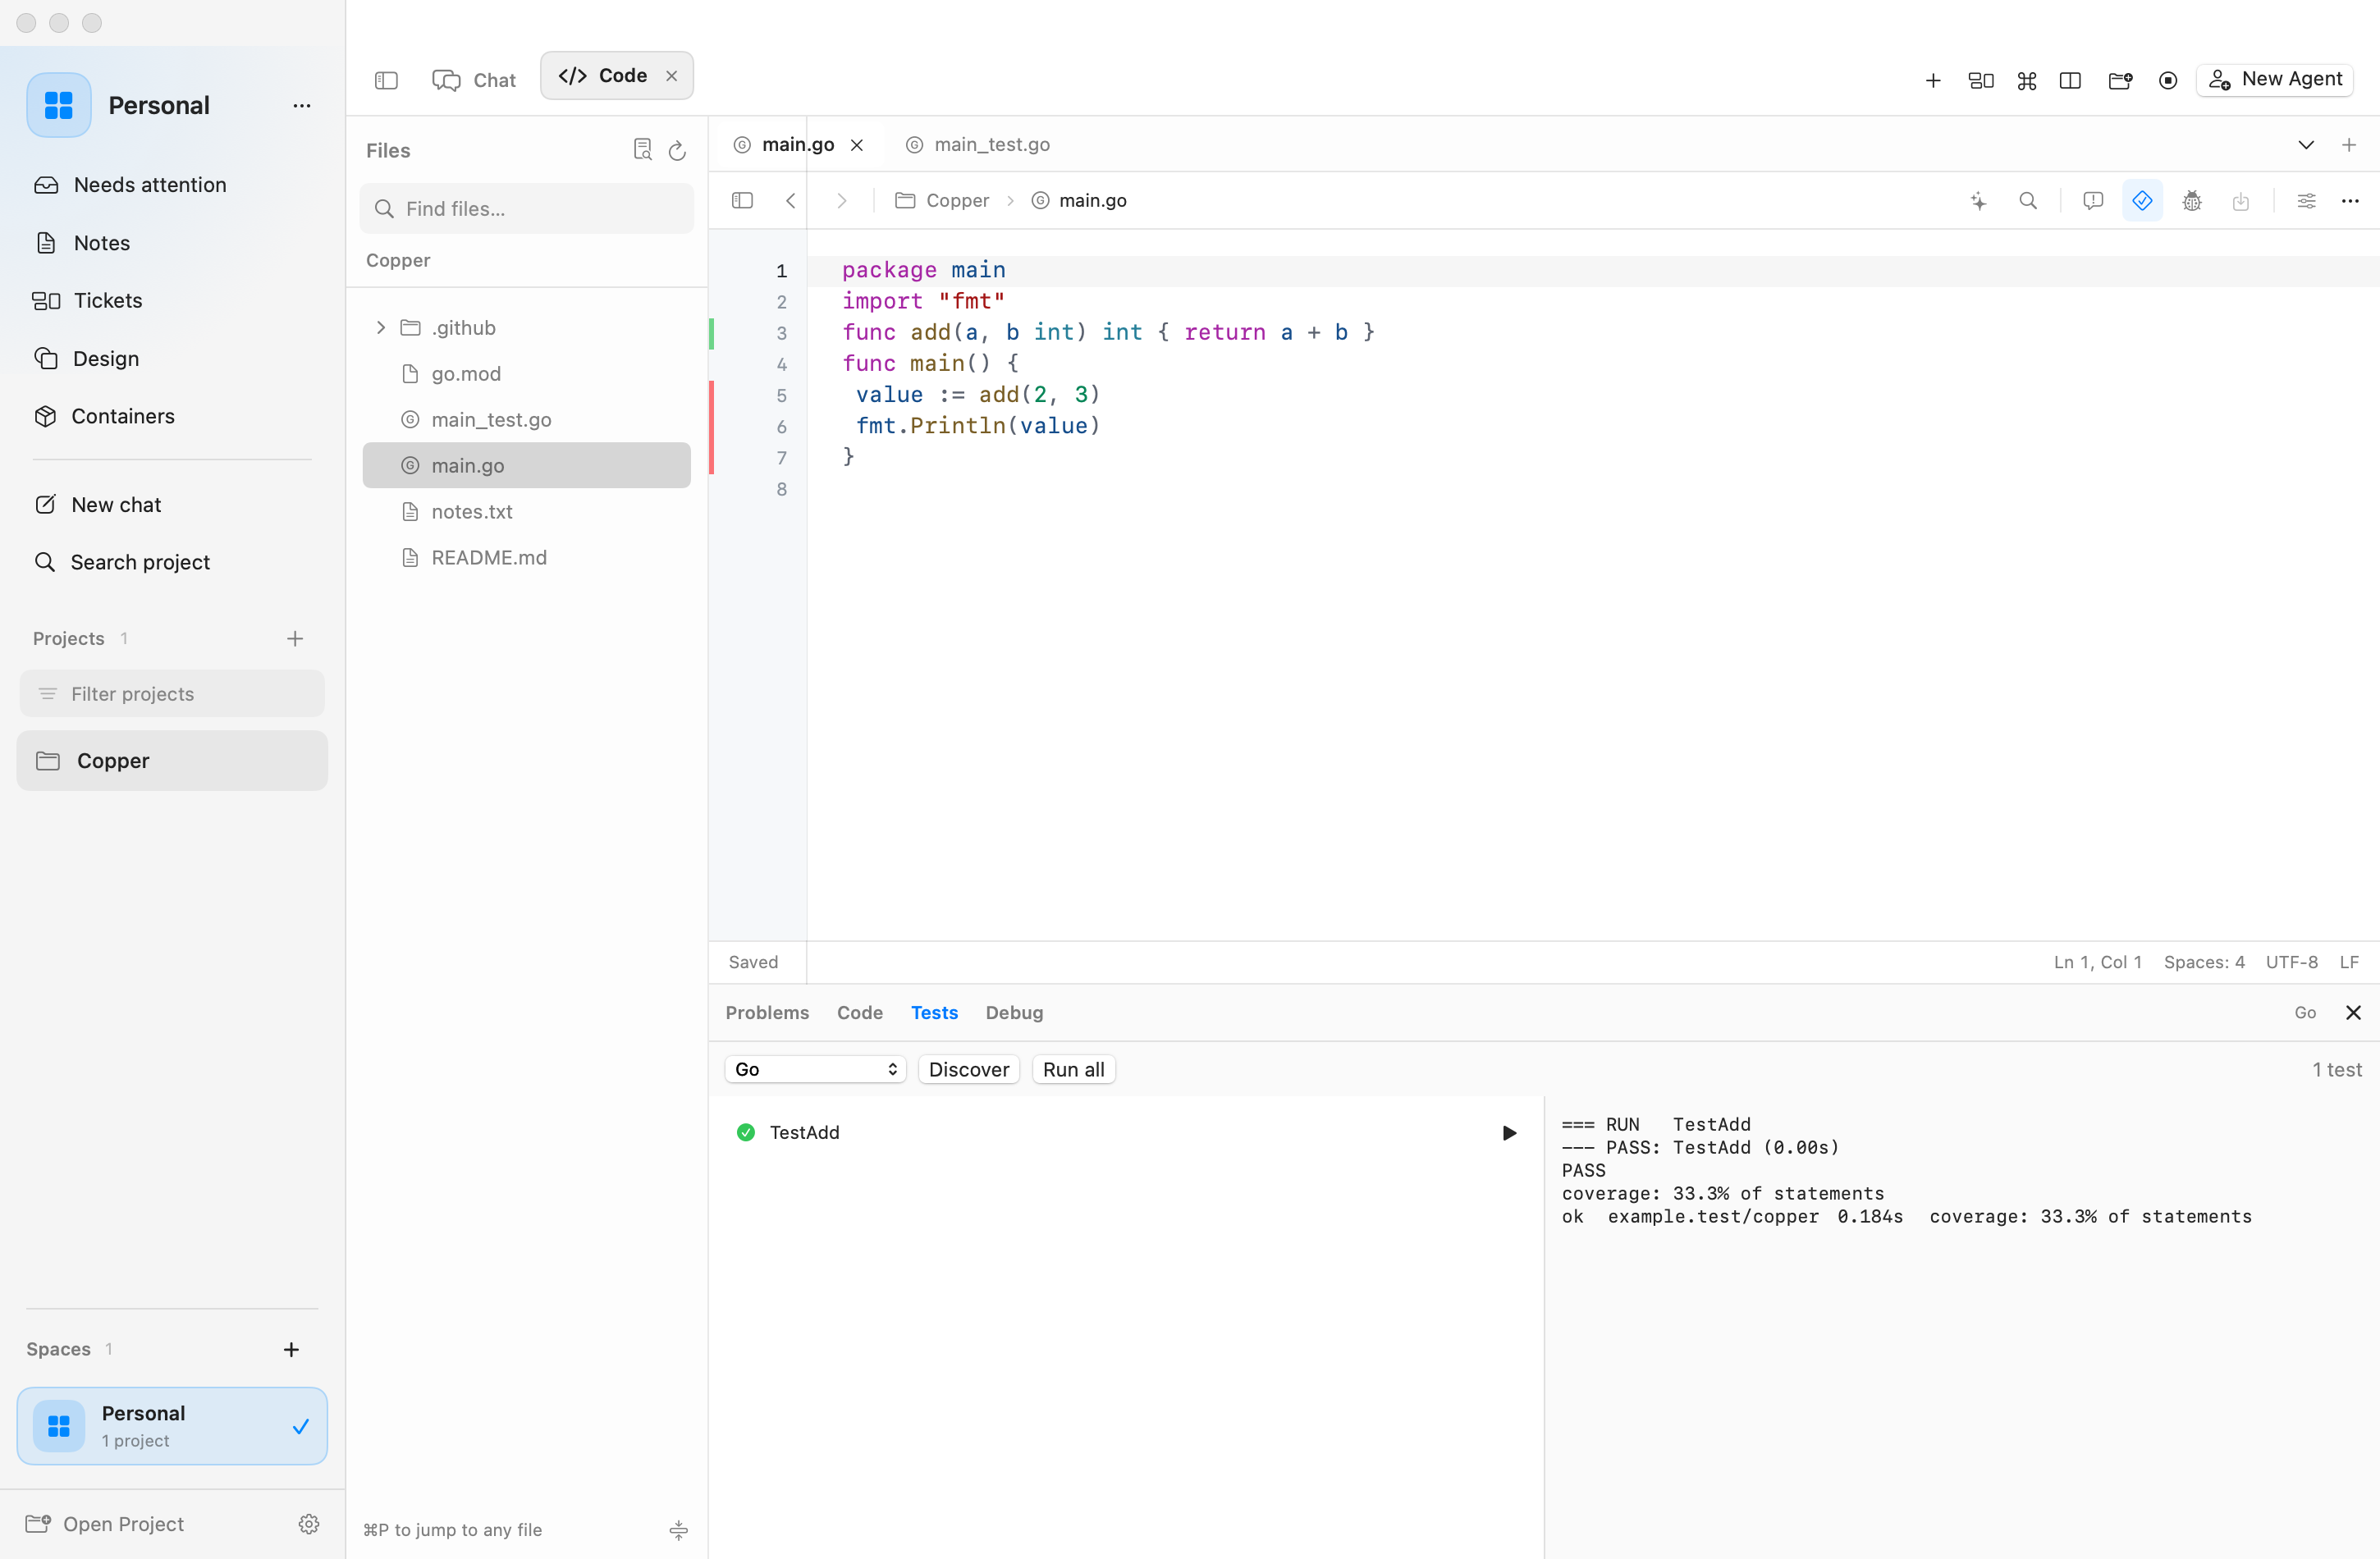 Personal
Needs attention
Notes
Tickets
Design
Containers
New chat
Search project
Projects 1
Filter projects
Copper
Spaces 1
Personal
1 project
Open Project
Chat
Code
New Agent
Files
Find files...
Copper
.github
go.mod
main_test.go
main.go
notes.txt
README.md
⌘P to jump to any file
main.go
main_test.go
Copper
main.go
1 package main
2 import "fmt"
3 func add(a, b int) int { return a + b }
4 func main() {
5 value := add(2, 3)
6 fmt.Println(value)
7 }
8
Saved
Ln 1, Col 1 Spaces: 4 UTF-8 LF
Problems Code Tests Debug
Go
Go
Discover
Run all
1 test
TestAdd
=== RUN   TestAdd
--- PASS: TestAdd (0.00s)
PASS
coverage: 33.3% of statements
ok  example.test/copper 0.184s  coverage: 33.3% of statements